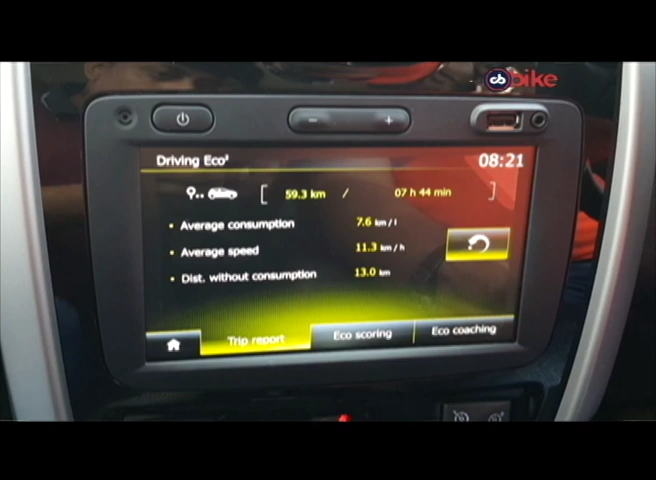 cb bike
- +
Driving Eco² 08:21
[ 59.3 km / 07 h 44 min ]
Average consumption 7.6 km / l
Average speed 11.3 km / h
Dist. without consumption 13.0 km
Trip report Eco scoring Eco coaching